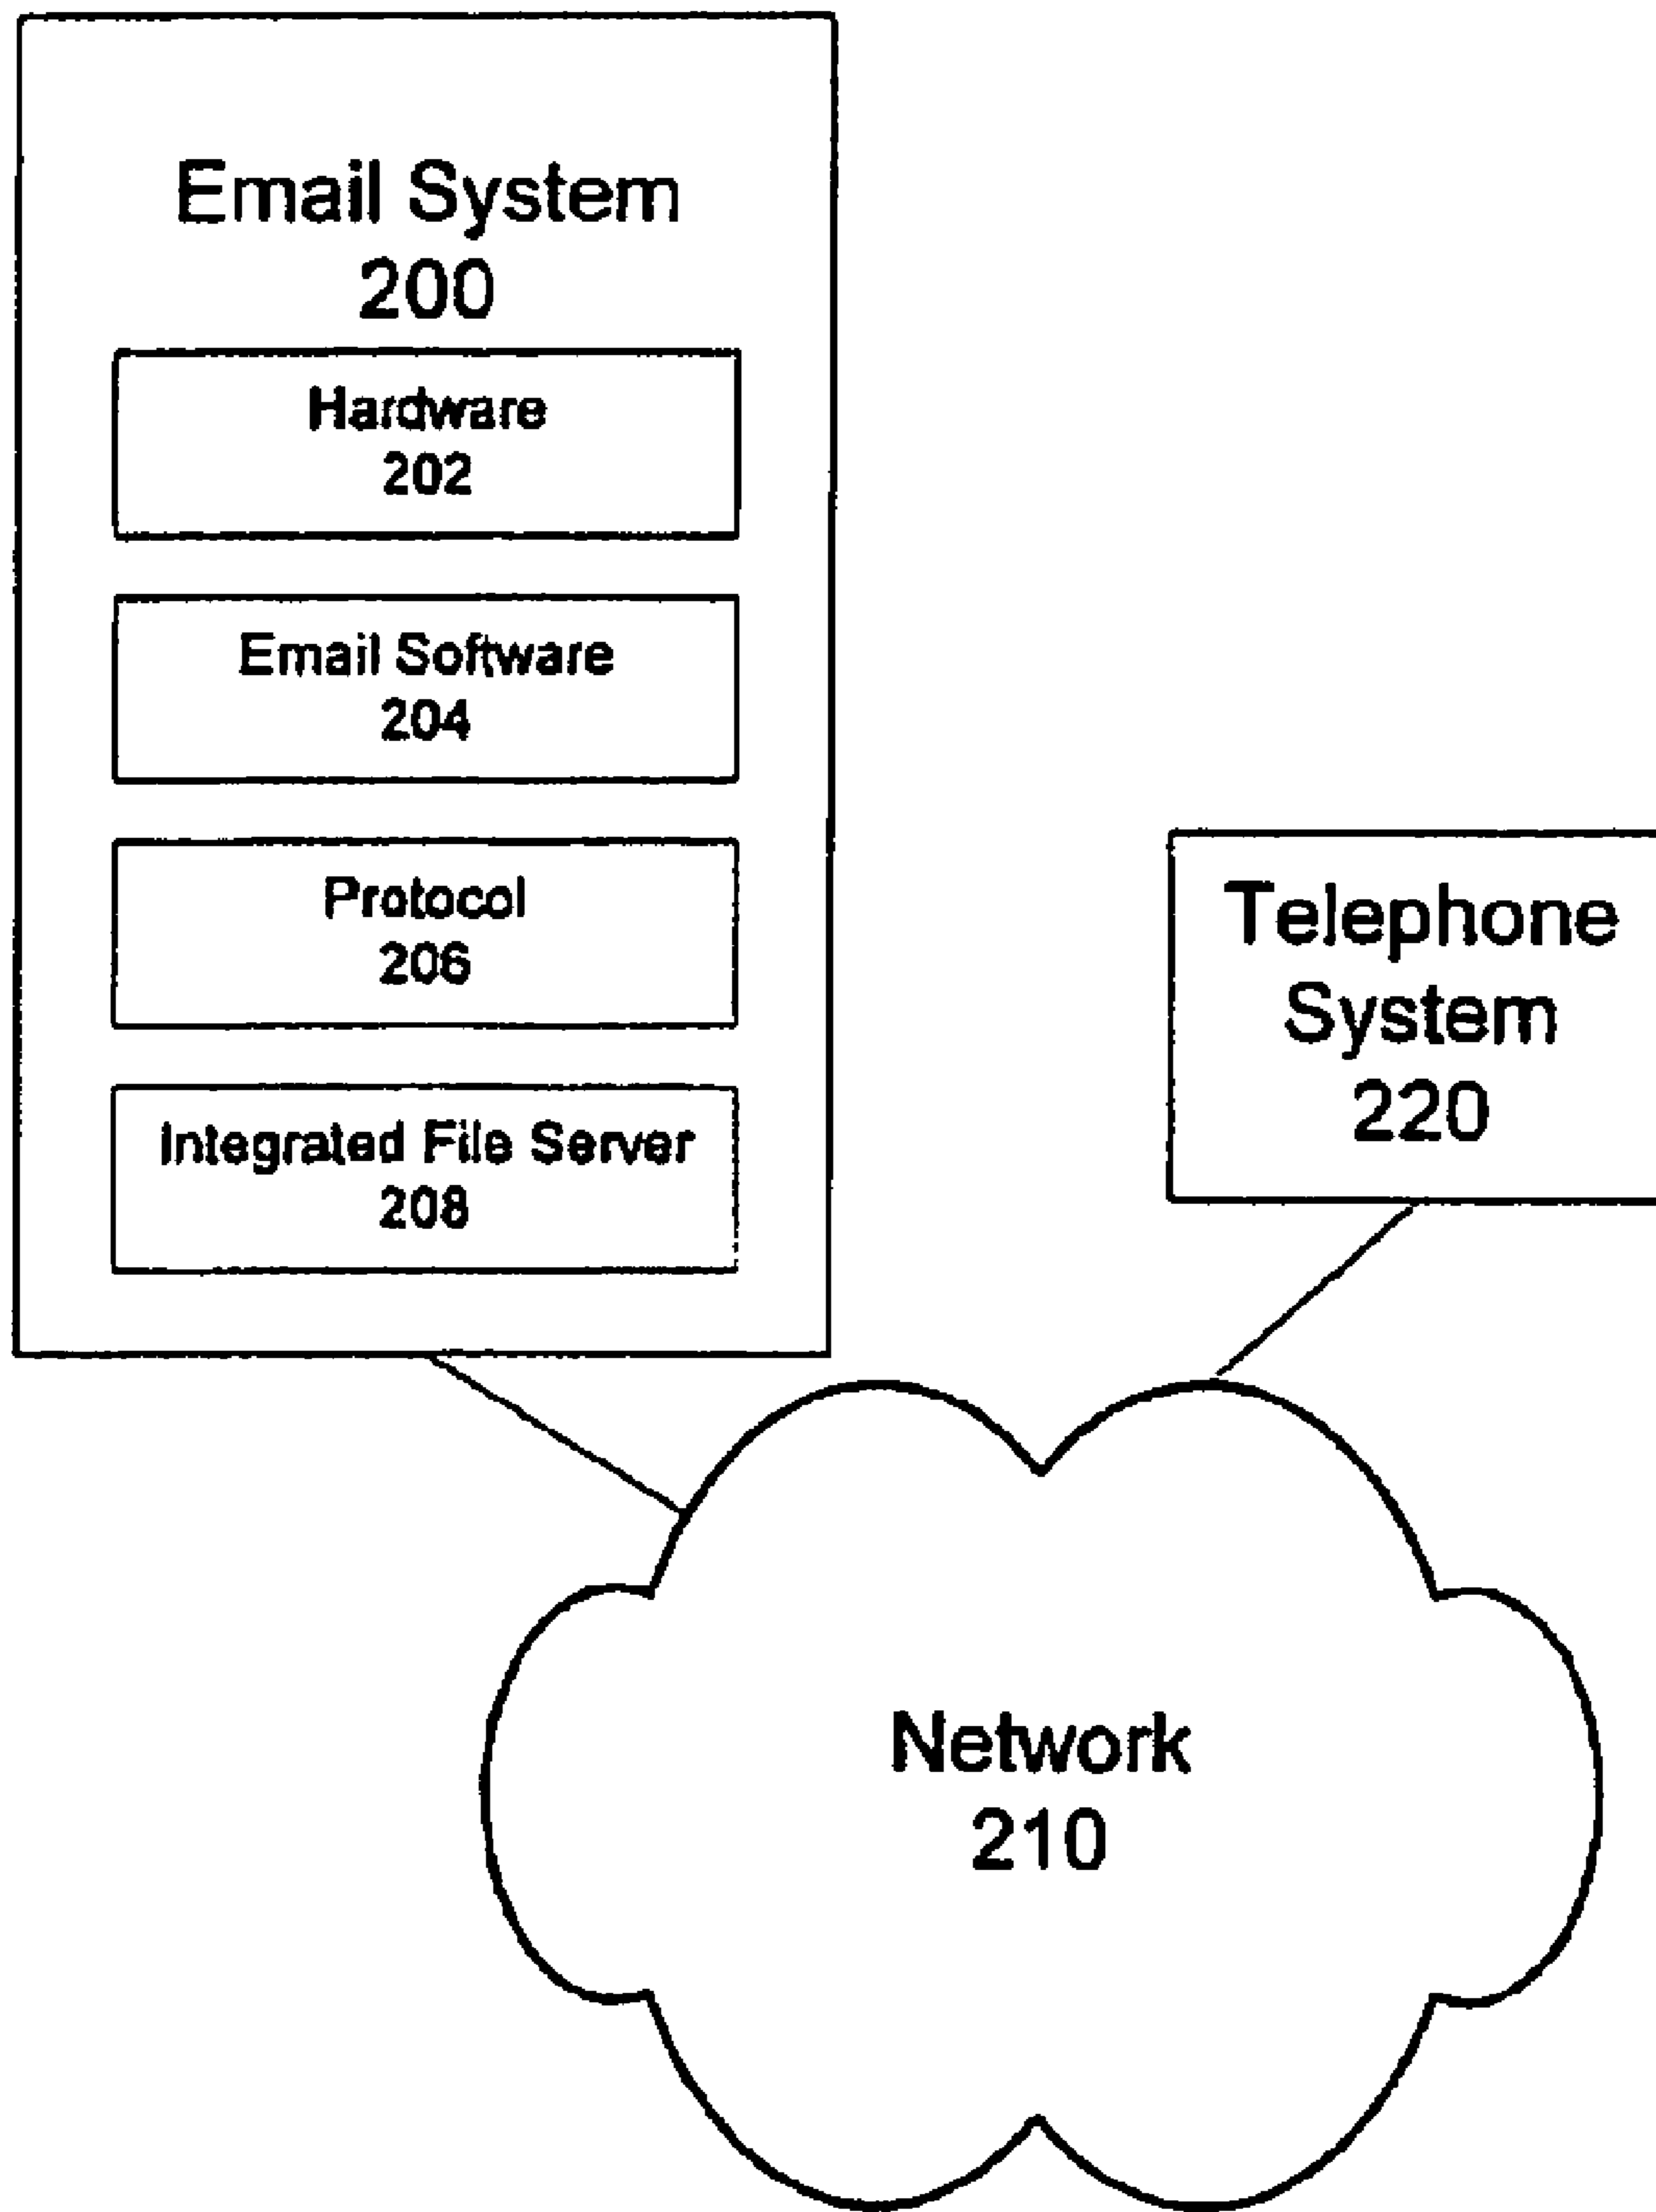 Email System
200
Hardware
202
Email Software
204
Protocol
206
Integrated File Server
208
Telephone
System
220
Network
210